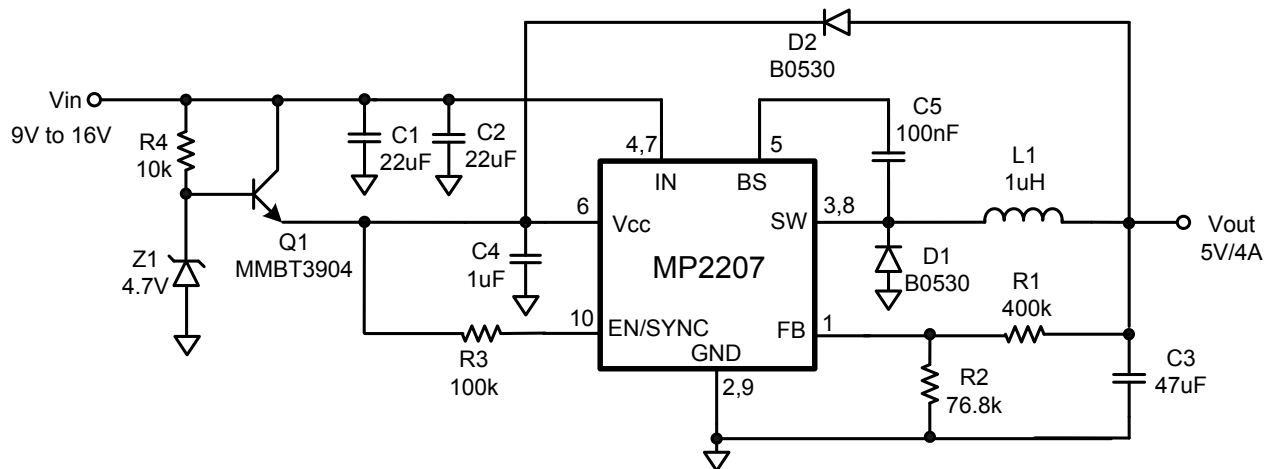 D2
B0530
Vin
9V to 16V
R4
10k
C1
22uF
C2
22uF
4,7
5
C5
100nF
L1
1uH
IN
BS
6
Vcc
SW
3,8
Vout
5V/4A
Q1
MMBT3904
Z1
4.7V
C4
1uF
MP2207
D1
B0530
R1
400k
10
EN/SYNC
FB
1
GND
R3
100k
2,9
R2
76.8k
C3
47uF